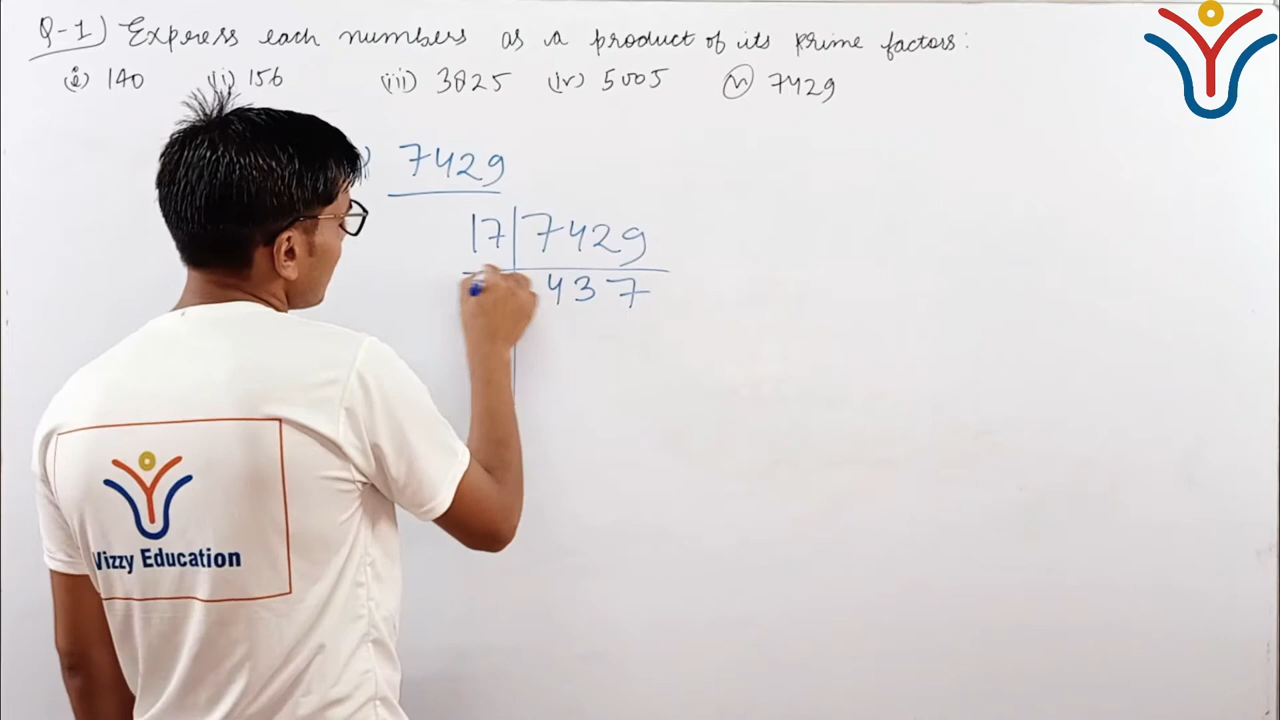 Q-1) Express each numbers as a product of its prime factors:
(i) 140 (ii) 156 (iii) 3825 (iv) 5005 (v) 7429
7429
17 7429
437
Vizzy Education